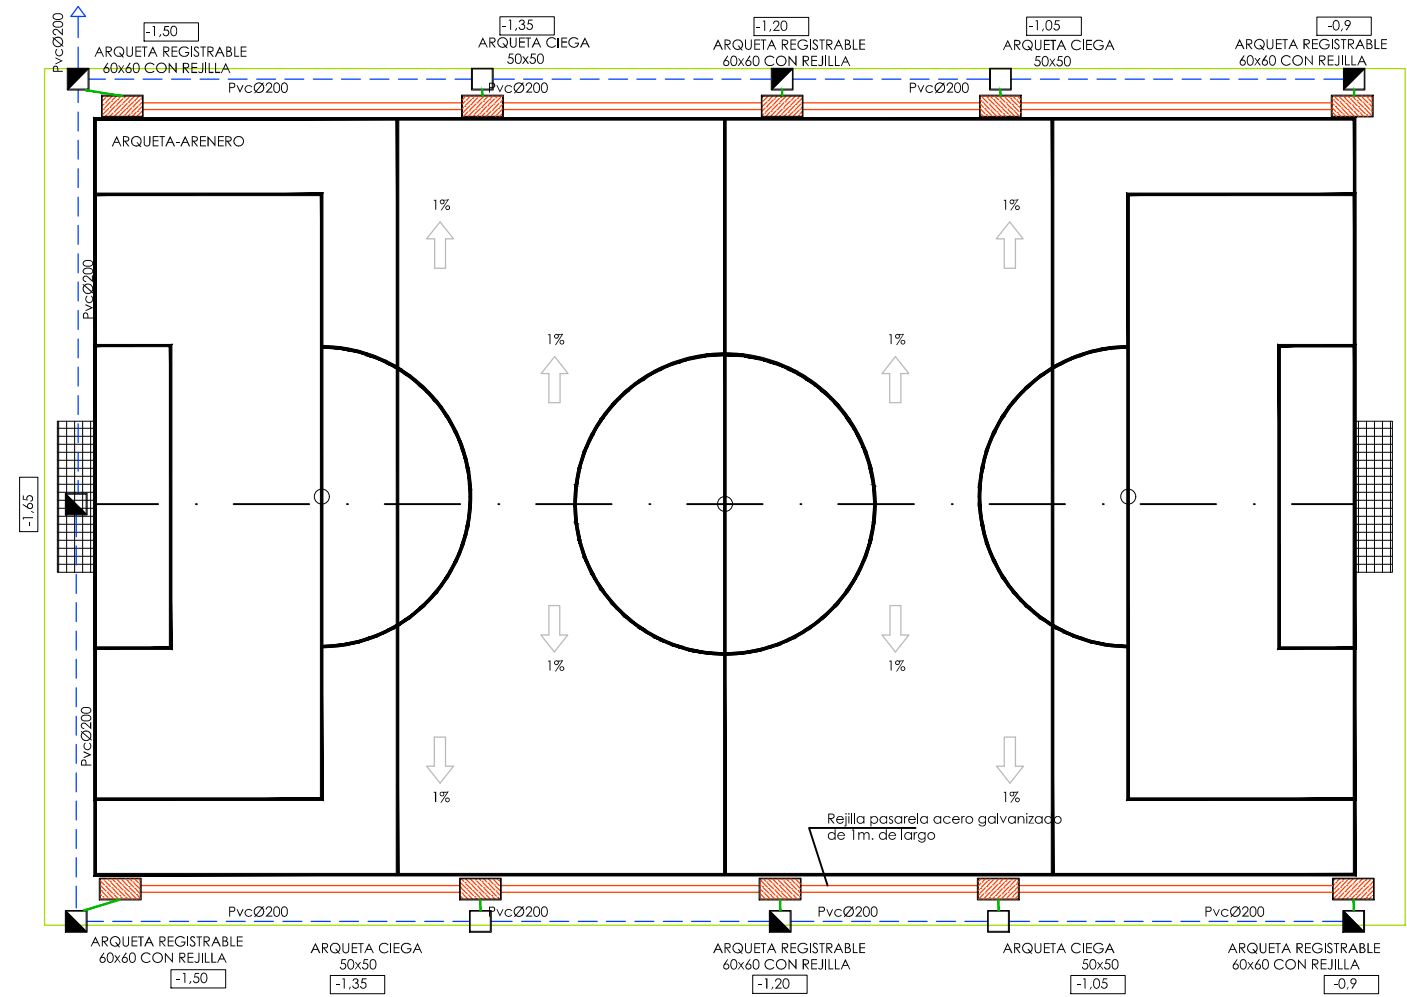 PvcØ200
-1,50
ARQUETA REGISTRABLE
60x60 CON REJILLA
-1,35
ARQUETA CIEGA
50x50
-1,20
ARQUETA REGISTRABLE
60x60 CON REJILLA
-1,05
ARQUETA CIEGA
50x50
-0,9
ARQUETA REGISTRABLE
60x60 CON REJILLA
PvcØ200
PvcØ200
PvcØ200
ARQUETA-ARENERO
1%
1%
PvcØ200
1%
1%
-1,65
1%
1%
PvcØ200
1%
1%
Rejilla pasarela acero galvanizado
de 1m. de largo
PvcØ200
PvcØ200
PvcØ200
PvcØ200
ARQUETA REGISTRABLE
60x60 CON REJILLA
-1,50
ARQUETA CIEGA
50x50
-1,35
ARQUETA REGISTRABLE
60x60 CON REJILLA
-1,20
ARQUETA CIEGA
50x50
-1,05
ARQUETA REGISTRABLE
60x60 CON REJILLA
-0,9